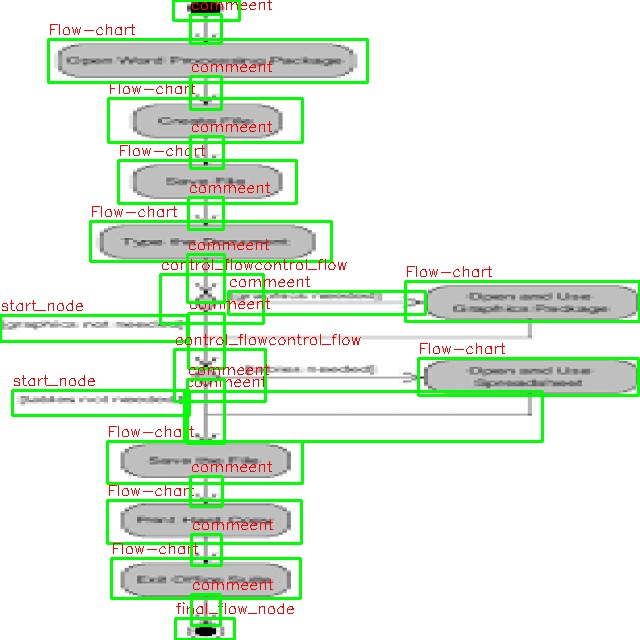 commeent
Flow-chart
Open Word Processing Package
commeent
Flow-chart
Create File
commeent
Flow-chart
Save File
commeent
Flow-chart
Type the Document
commeent
control_flowcontrol_flow
commeent
Flow-chart
[graphics needed]
Open and Use
Graphics Package
start_node
commeent
[graphics not needed]
control_flowcontrol_flow
Flow-chart
commeent
[tables needed]
Open and Use
Spreadsheet
start_node
commeent
[tables not needed]
Flow-chart
Save the File
commeent
Flow-chart
Print Hard Copy
commeent
Flow-chart
Exit Office Suite
commeent
final_flow_node